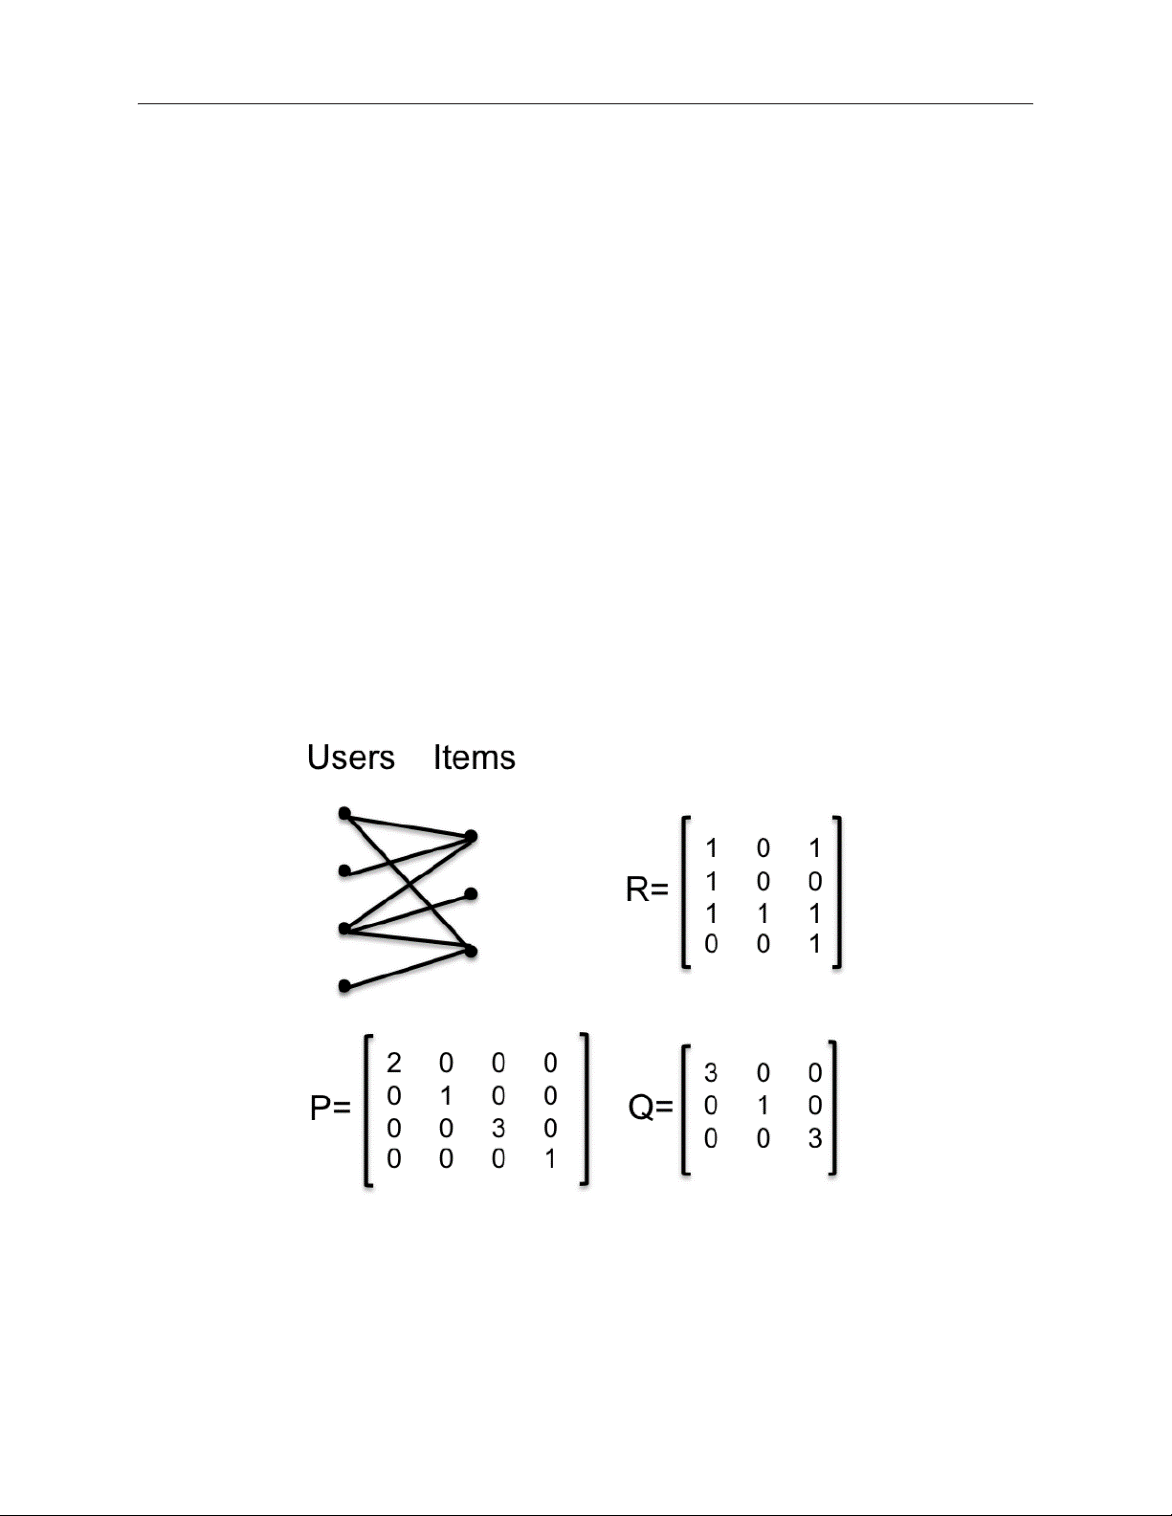 Users Items
R=
1 0 1
1 0 0
1 1 1
0 0 1
P=
2 0 0 0
0 1 0 0
0 0 3 0
0 0 0 1
Q=
3 0 0
0 1 0
0 0 3